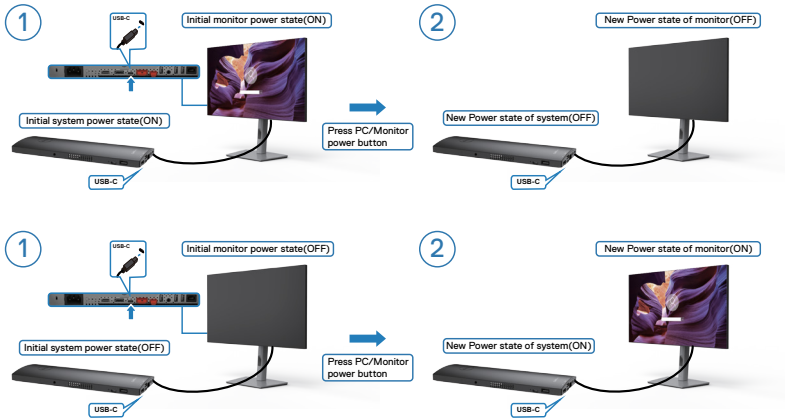 1
USB-C
Initial monitor power state(ON)
Initial system power state(ON)
USB-C
Press PC/Monitor
power button
2
New Power state of monitor(OFF)
New Power state of system(OFF)
USB-C
1
USB-C
Initial monitor power state(OFF)
Initial system power state(OFF)
USB-C
Press PC/Monitor
power button
2
New Power state of monitor(ON)
New Power state of system(ON)
USB-C